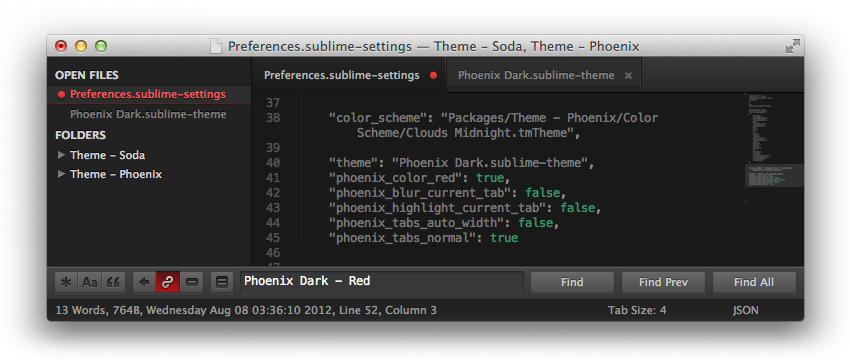 Preferences.sublime-settings — Theme - Soda, Theme - Phoenix
OPEN FILES
Preferences.sublime-settings
Phoenix Dark.sublime-theme
FOLDERS
Theme - Soda
Theme - Phoenix
Preferences.sublime-settings
Phoenix Dark.sublime-theme
37
38 "color_scheme": "Packages/Theme - Phoenix/Color
Scheme/Clouds Midnight.tmTheme",
39
40 "theme": "Phoenix Dark.sublime-theme",
41 "phoenix_color_red": true,
42 "phoenix_blur_current_tab": false,
43 "phoenix_highlight_current_tab": false,
44 "phoenix_tabs_auto_width": false,
45 "phoenix_tabs_normal": true
46
47
Aa
Phoenix Dark - Red
Find
Find Prev
Find All
13 Words, 764B, Wednesday Aug 08 03:36:10 2012, Line 52, Column 3
Tab Size: 4
JSON